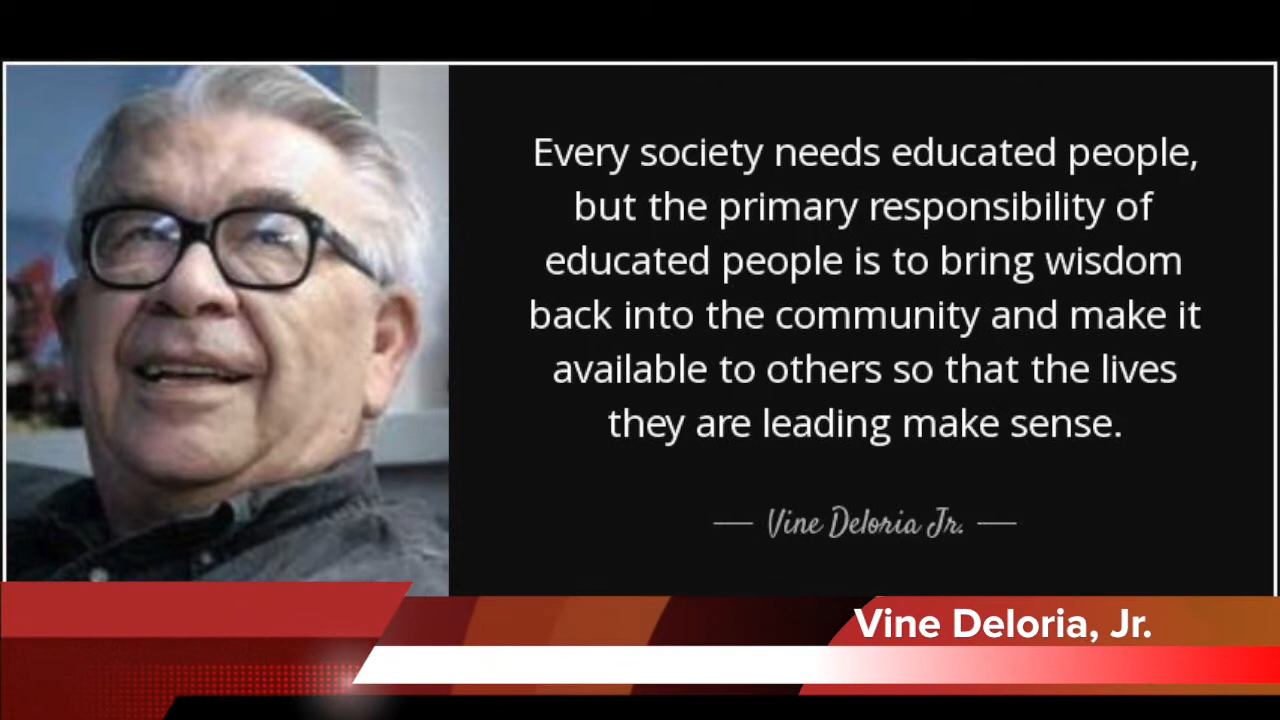 Every society needs educated people,
but the primary responsibility of
educated people is to bring wisdom
back into the community and make it
available to others so that the lives
they are leading make sense.
Vine Deloria Jr.
Vine Deloria, Jr.